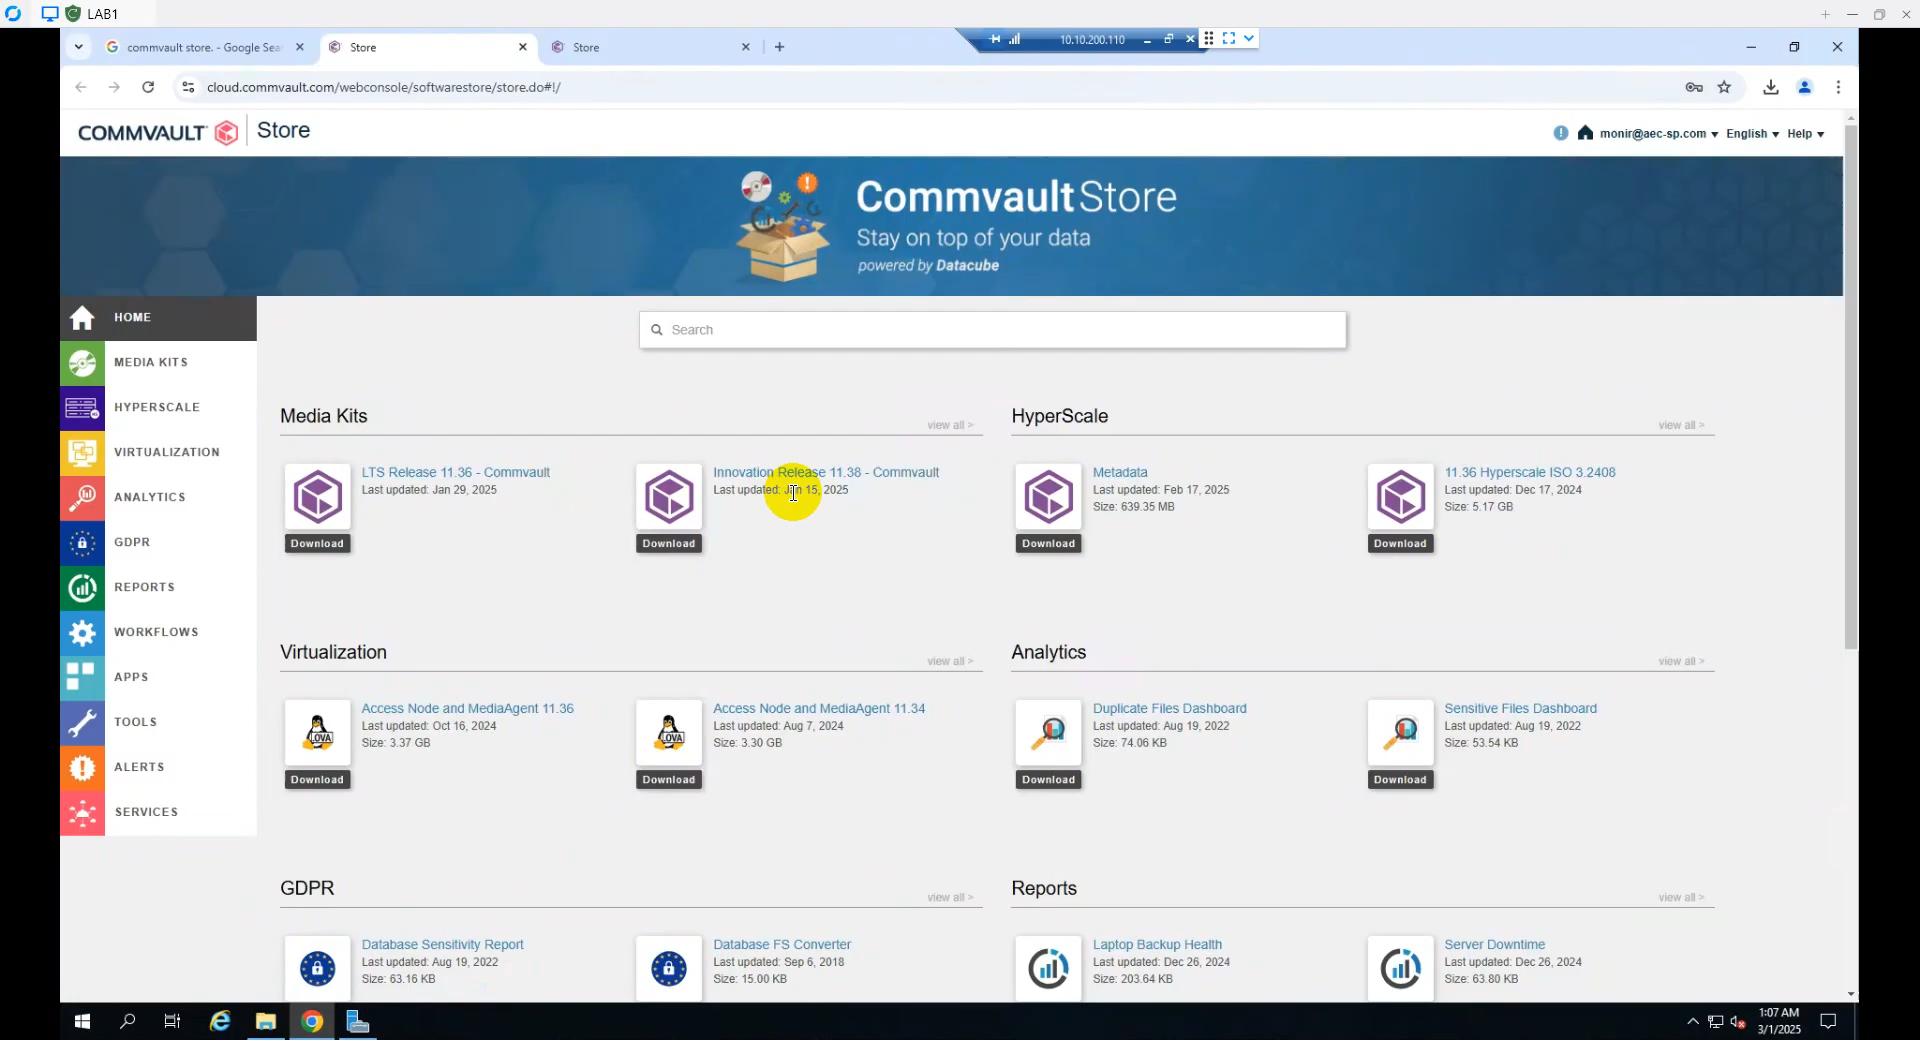 LAB1
commvault store. - Google Sea
Store
Store
10.10.200.110
cloud.commvault.com/webconsole/softwarestore/store.do#!/
COMMVAULT
Store
monir@aec-sp.com
English
Help
Commvault Store
Stay on top of your data
powered by Datacube
HOME
MEDIA KITS
HYPERSCALE
VIRTUALIZATION
ANALYTICS
GDPR
REPORTS
WORKFLOWS
APPS
TOOLS
ALERTS
SERVICES
Search
Media Kits
view all >
LTS Release 11.36 - Commvault
Last updated: Jan 29, 2025
Download
Innovation Release 11.38 - Commvault
Last updated: Jan 15, 2025
Download
HyperScale
view all >
Metadata
Last updated: Feb 17, 2025
Size: 639.35 MB
Download
11.36 Hyperscale ISO 3.2408
Last updated: Dec 17, 2024
Size: 5.17 GB
Download
Virtualization
view all >
OVA
Access Node and MediaAgent 11.36
Last updated: Oct 16, 2024
Size: 3.37 GB
Download
OVA
Access Node and MediaAgent 11.34
Last updated: Aug 7, 2024
Size: 3.30 GB
Download
Analytics
view all >
Duplicate Files Dashboard
Last updated: Aug 19, 2022
Size: 74.06 KB
Download
Sensitive Files Dashboard
Last updated: Aug 19, 2022
Size: 53.54 KB
Download
GDPR
view all >
Database Sensitivity Report
Last updated: Aug 19, 2022
Size: 63.16 KB
Database FS Converter
Last updated: Sep 6, 2018
Size: 15.00 KB
Reports
view all >
Laptop Backup Health
Last updated: Dec 26, 2024
Size: 203.64 KB
Server Downtime
Last updated: Dec 26, 2024
Size: 63.80 KB
1:07 AM
3/1/2025